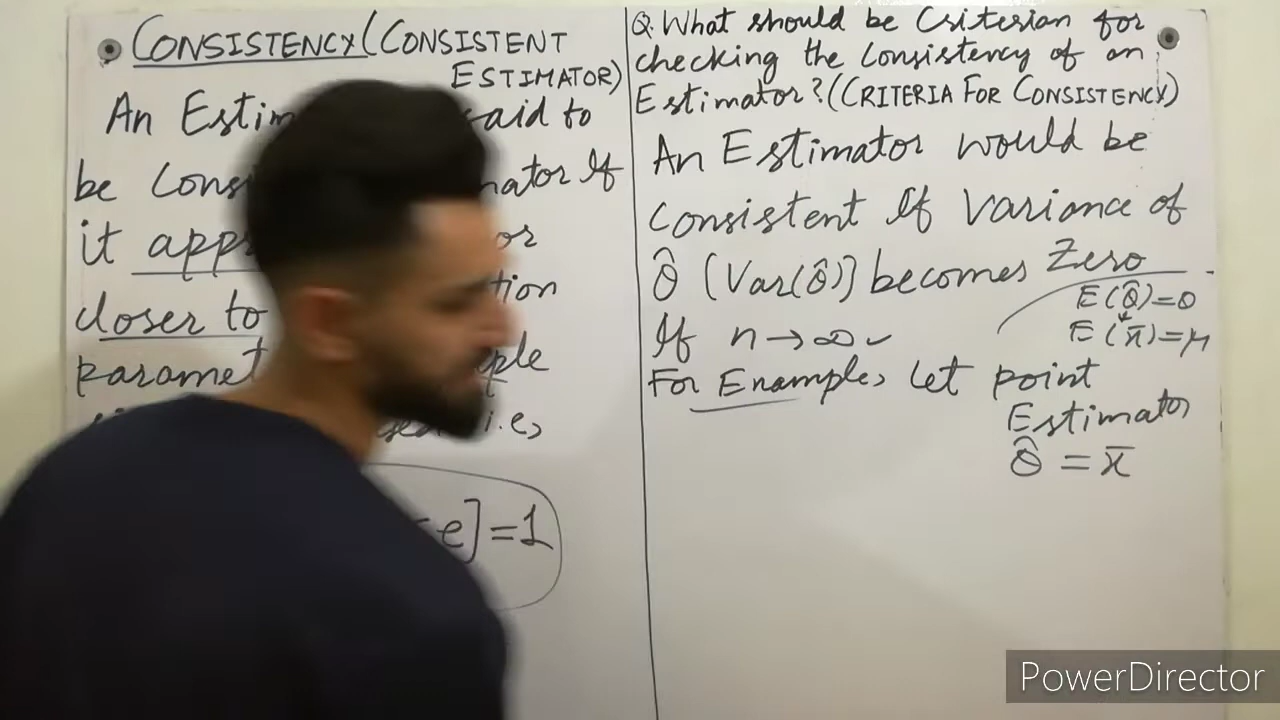 CONSISTENCY (CONSISTENT
ESTIMATOR)
An Estim said to
be Cons nator If
it app or
closer to tion
paramet ple
i.e,
e] = 1
Q. What should be Criterian for
checking the consistency of an
Estimator? (CRITERIA FOR CONSISTENCY)
An Estimator would be
Consistent If Variance of
θ̂ [Var(θ̂)] becomes Zero
E(θ̂)=θ
If n→∞
E(x̄)=μ
For Example, Let point
Estimator
θ̂ = x̄
PowerDirector